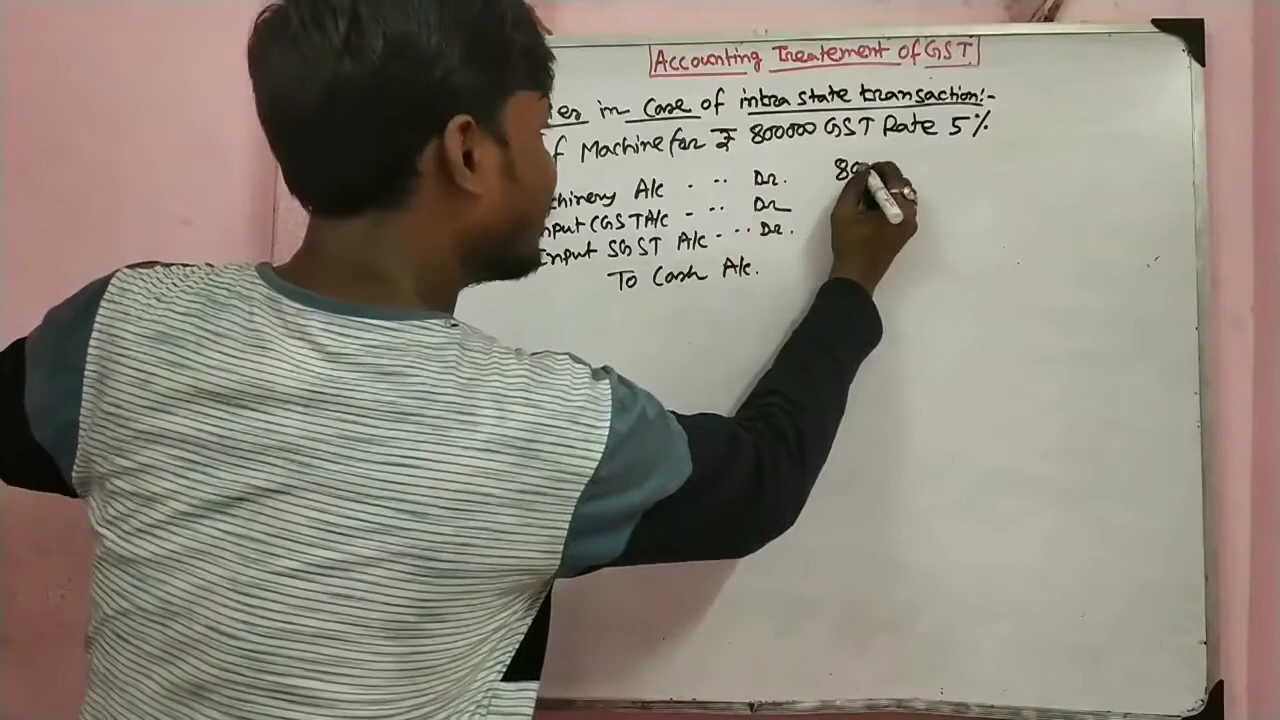 Accounting Treatement of GST
in Case of intra state transaction:-
f Machine for ₹ 800000 GST Rate 5%
chinery A/c - .. Dr.
nput CGST A/c - .. Dr
Input SGST A/c - ... Dr.
To Cash A/c.